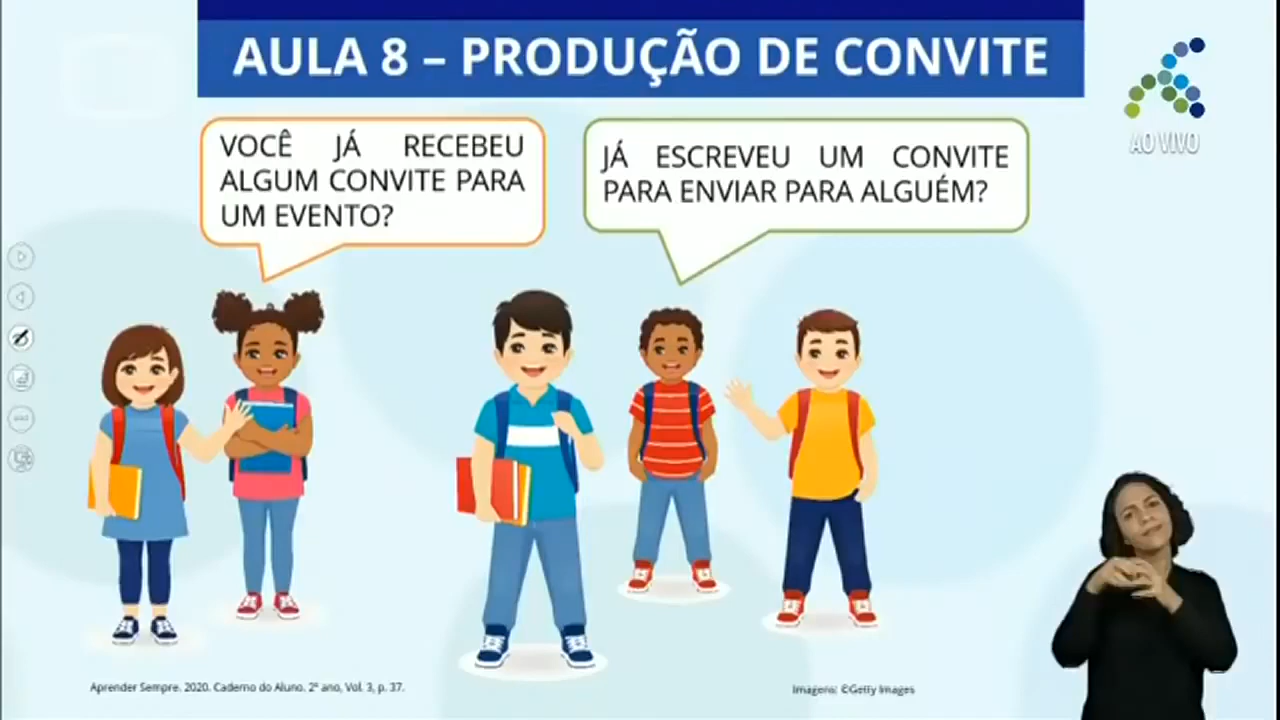 AULA 8 – PRODUÇÃO DE CONVITE
AO VIVO
VOCÊ JÁ RECEBEU
ALGUM CONVITE PARA
UM EVENTO?
JÁ ESCREVEU UM CONVITE
PARA ENVIAR PARA ALGUÉM?
Aprender Sempre. 2020. Caderno do Aluno. 2º ano, Vol. 3, p. 37.
Imagens: ©Getty Images